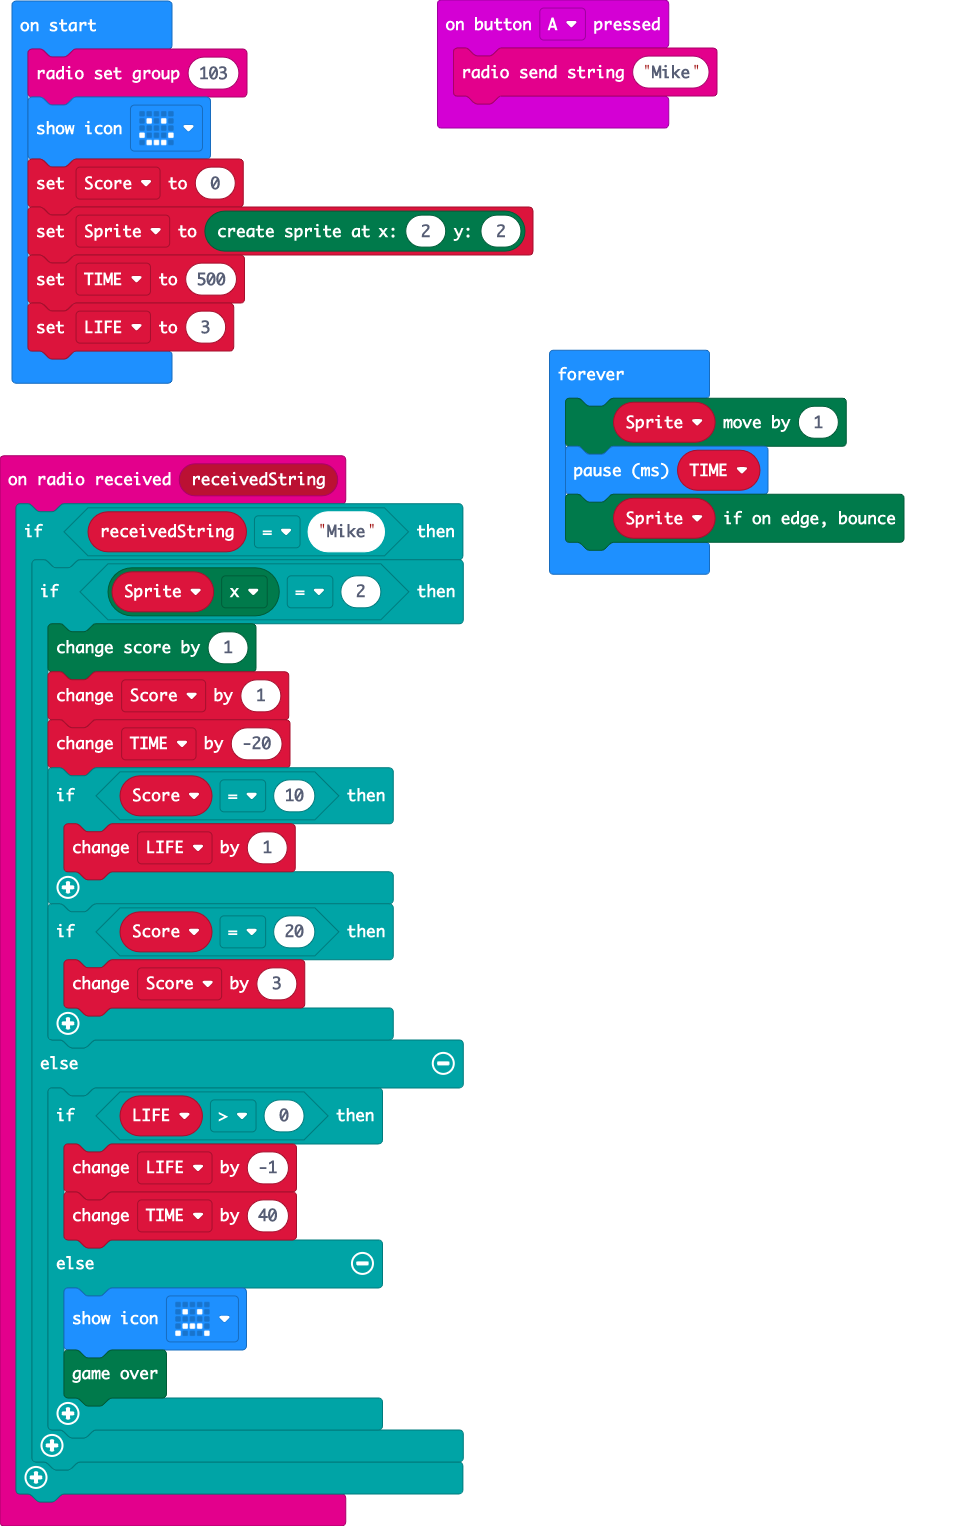 on start
radio set group 103
show icon
set Score to 0
set Sprite to create sprite at x: 2 y: 2
set TIME to 500
set LIFE to 3
on button A pressed
radio send string "Mike"
forever
Sprite move by 1
pause (ms) TIME
Sprite if on edge, bounce
on radio received receivedString
if receivedString = "Mike" then
if Sprite x = 2 then
change score by 1
change Score by 1
change TIME by -20
if Score = 10 then
change LIFE by 1
if Score = 20 then
change Score by 3
else
if LIFE > 0 then
change LIFE by -1
change TIME by 40
else
show icon
game over